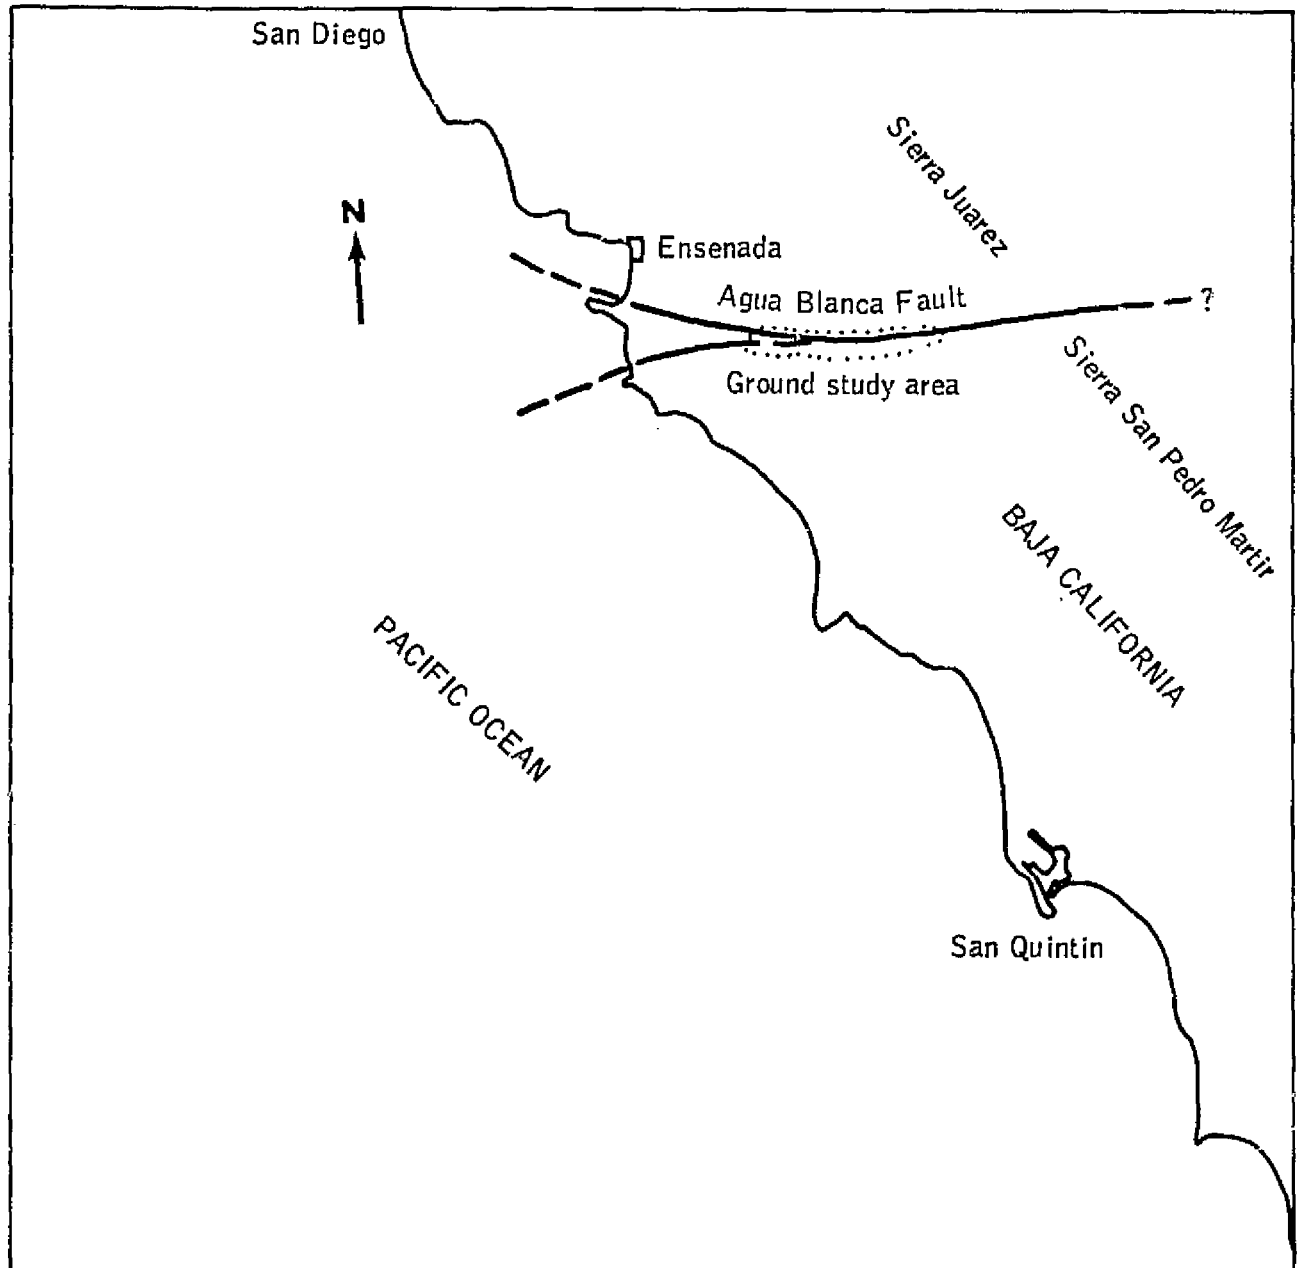 San Diego
Sierra Juarez
N
Ensenada
Agua Blanca Fault
?
Sierra San Pedro Martir
Ground study area
BAJA CALIFORNIA
PACIFIC OCEAN
San Quintin